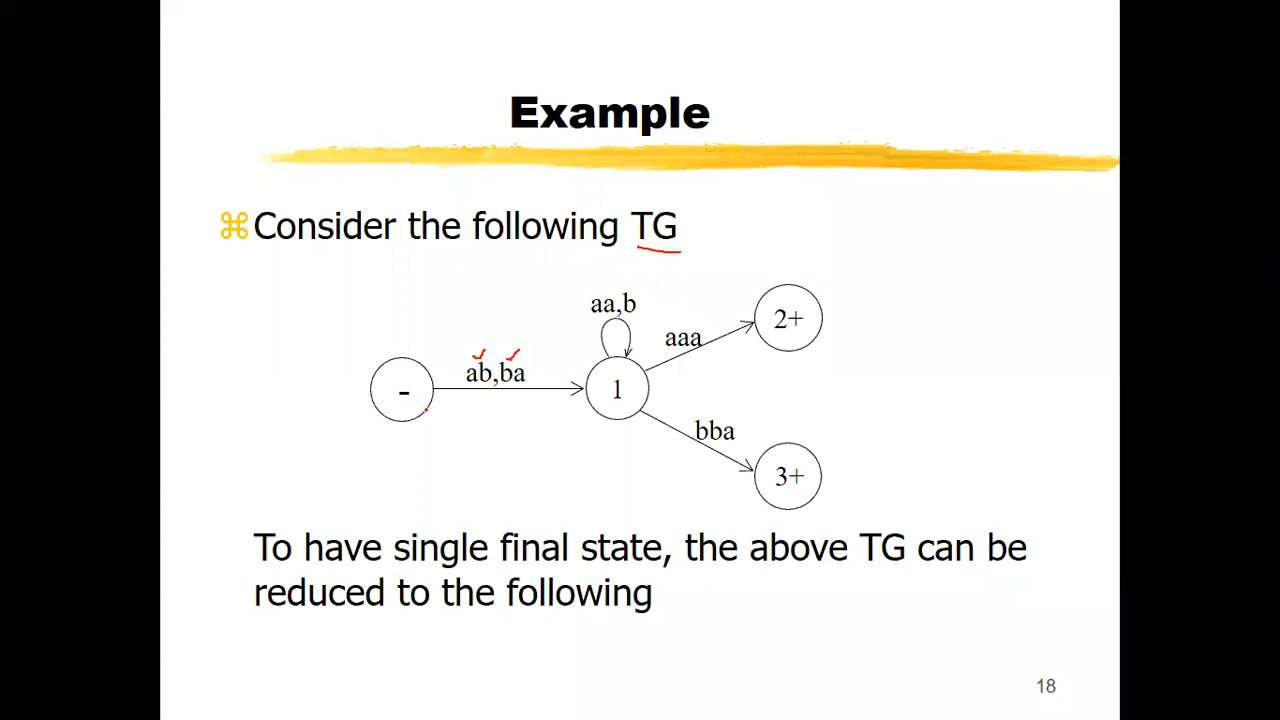 Example
⌘Consider the following TG
aa,b
aaa
2+
ab,ba
-
1
bba
3+
To have single final state, the above TG can be
reduced to the following
18